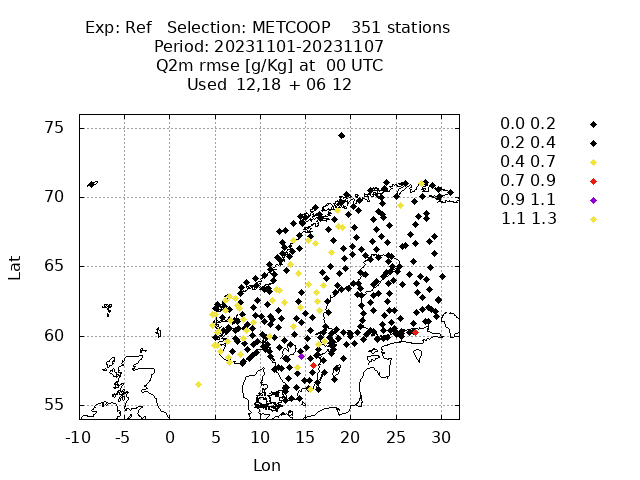 Exp: Ref   Selection: METCOOP    351 stations
Period: 20231101-20231107
Q2m rmse [g/Kg] at  00 UTC
Used  12,18 + 06 12
75
70
65
60
55
Lat
-10 -5 0 5 10 15 20 25 30
Lon
0.0 0.2
0.2 0.4
0.4 0.7
0.7 0.9
0.9 1.1
1.1 1.3